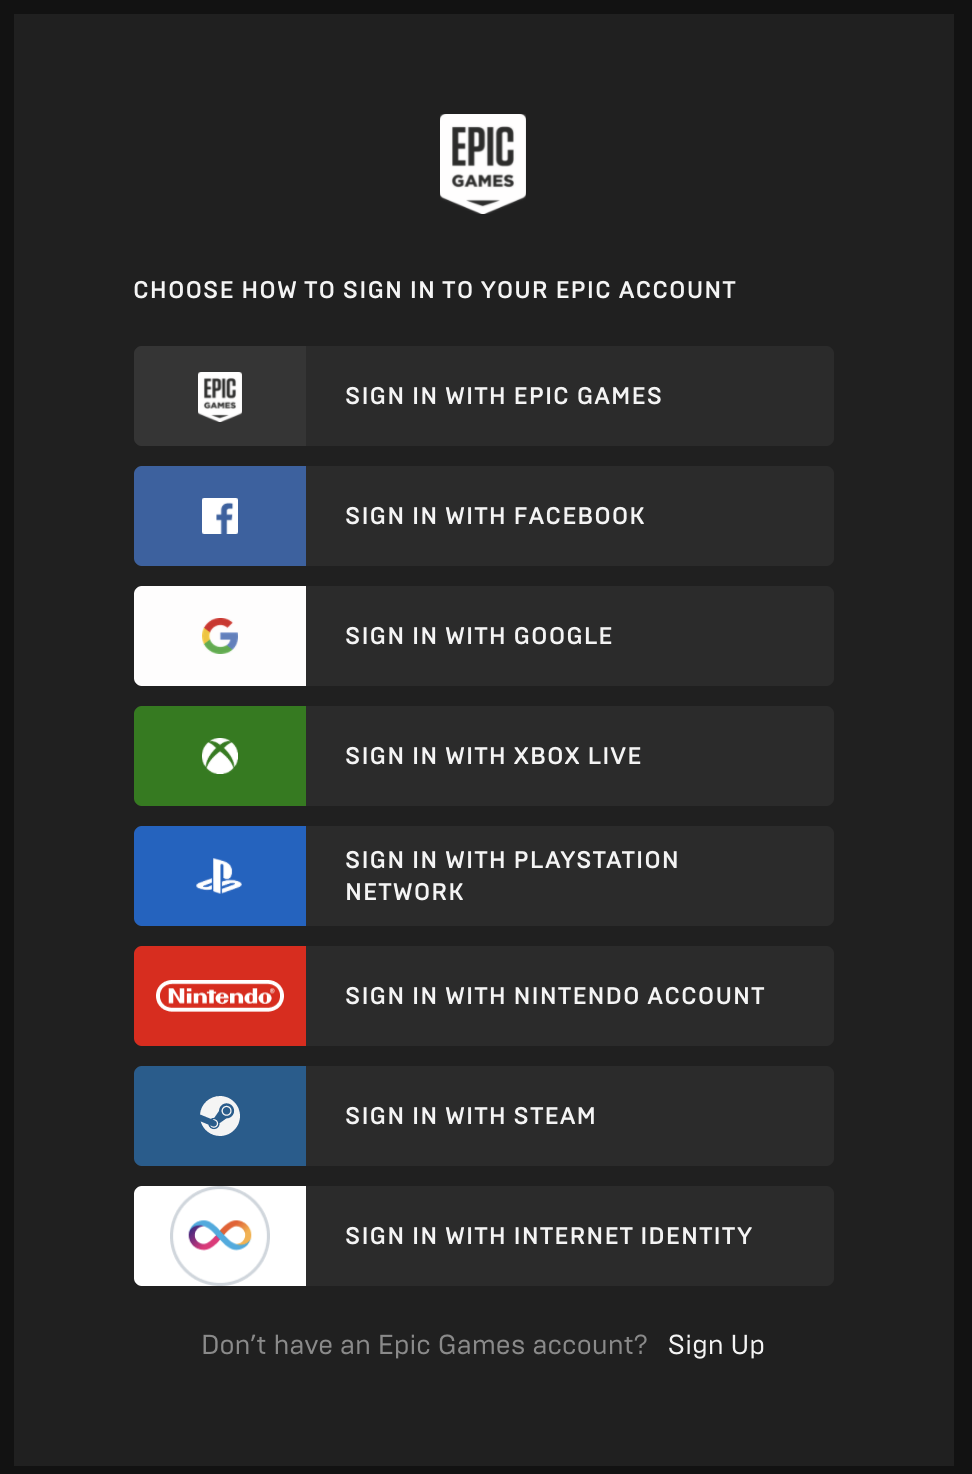 EPIC
GAMES
CHOOSE HOW TO SIGN IN TO YOUR EPIC ACCOUNT
EPIC
GAMES
SIGN IN WITH EPIC GAMES
SIGN IN WITH FACEBOOK
SIGN IN WITH GOOGLE
SIGN IN WITH XBOX LIVE
SIGN IN WITH PLAYSTATION
NETWORK
Nintendo®
SIGN IN WITH NINTENDO ACCOUNT
SIGN IN WITH STEAM
SIGN IN WITH INTERNET IDENTITY
Don’t have an Epic Games account? Sign Up